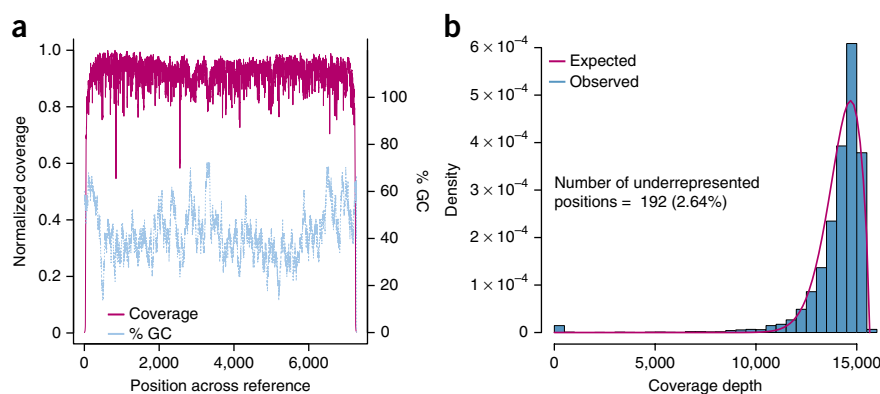 a
1.0
0.8
0.6
0.4
0.2
0
Normalized coverage
100
80
60
40
20
0
% GC
Coverage
% GC
0
2,000
4,000
6,000
Position across reference
b
6 × 10⁻⁴
5 × 10⁻⁴
4 × 10⁻⁴
3 × 10⁻⁴
2 × 10⁻⁴
1 × 10⁻⁴
0
Density
Expected
Observed
Number of underrepresented
positions = 192 (2.64%)
0
5,000
10,000
15,000
Coverage depth